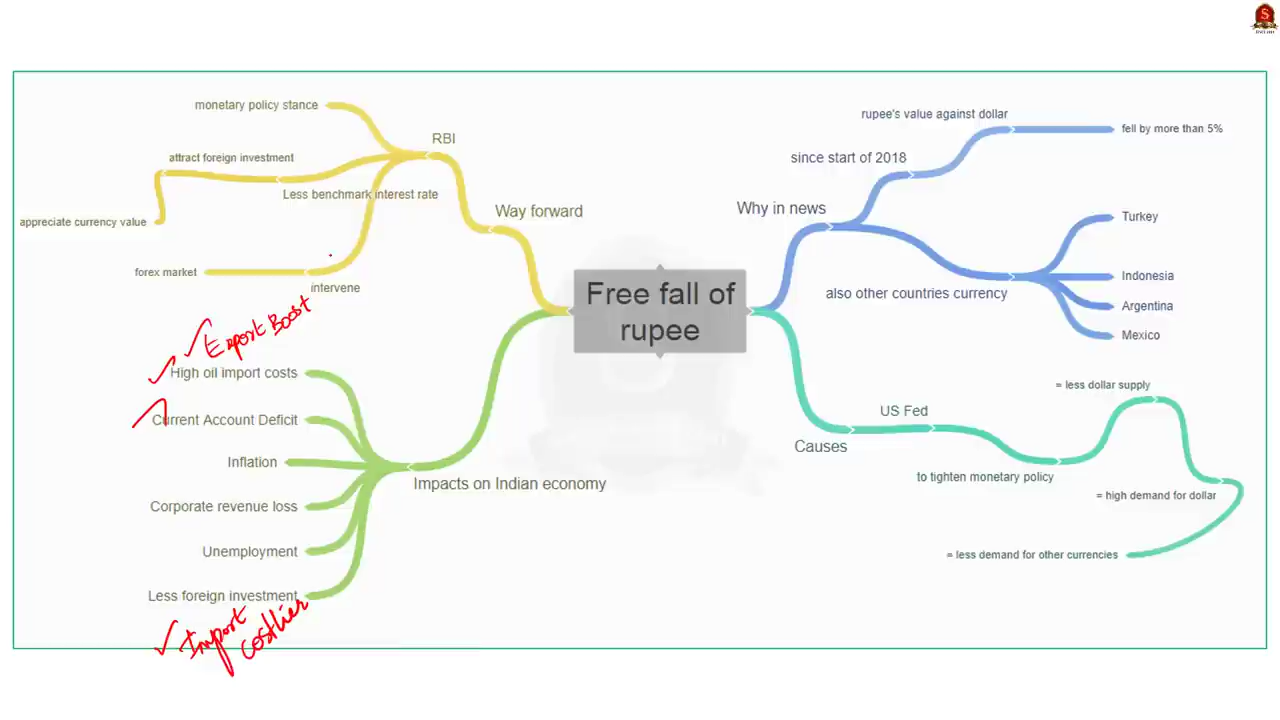 monetary policy stance
RBI
attract foreign investment
Less benchmark interest rate
appreciate currency value
Way forward
forex market
intervene
Export Boost
High oil import costs
Current Account Deficit
Inflation
Corporate revenue loss
Impacts on Indian economy
Unemployment
Less foreign investment
Import
costlier
Free fall of
rupee
rupee's value against dollar
fell by more than 5%
since start of 2018
Why in news
Turkey
also other countries currency
Indonesia
Argentina
Mexico
= less dollar supply
US Fed
Causes
to tighten monetary policy
= high demand for dollar
= less demand for other currencies